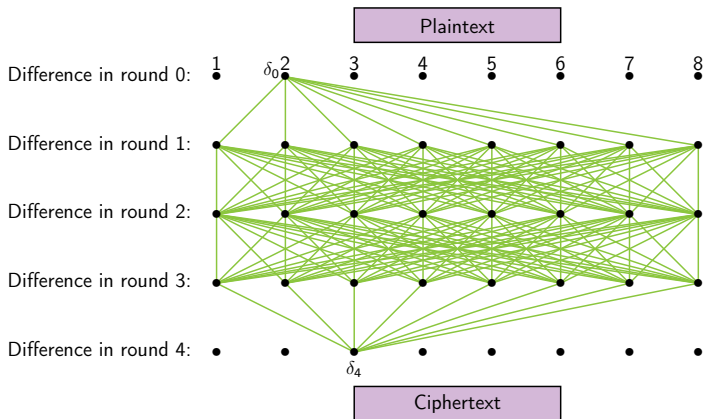 Plaintext
1 2 3 4 5 6 7 8
Difference in round 0: δ0
Difference in round 1:
Difference in round 2:
Difference in round 3:
Difference in round 4:
δ4
Ciphertext